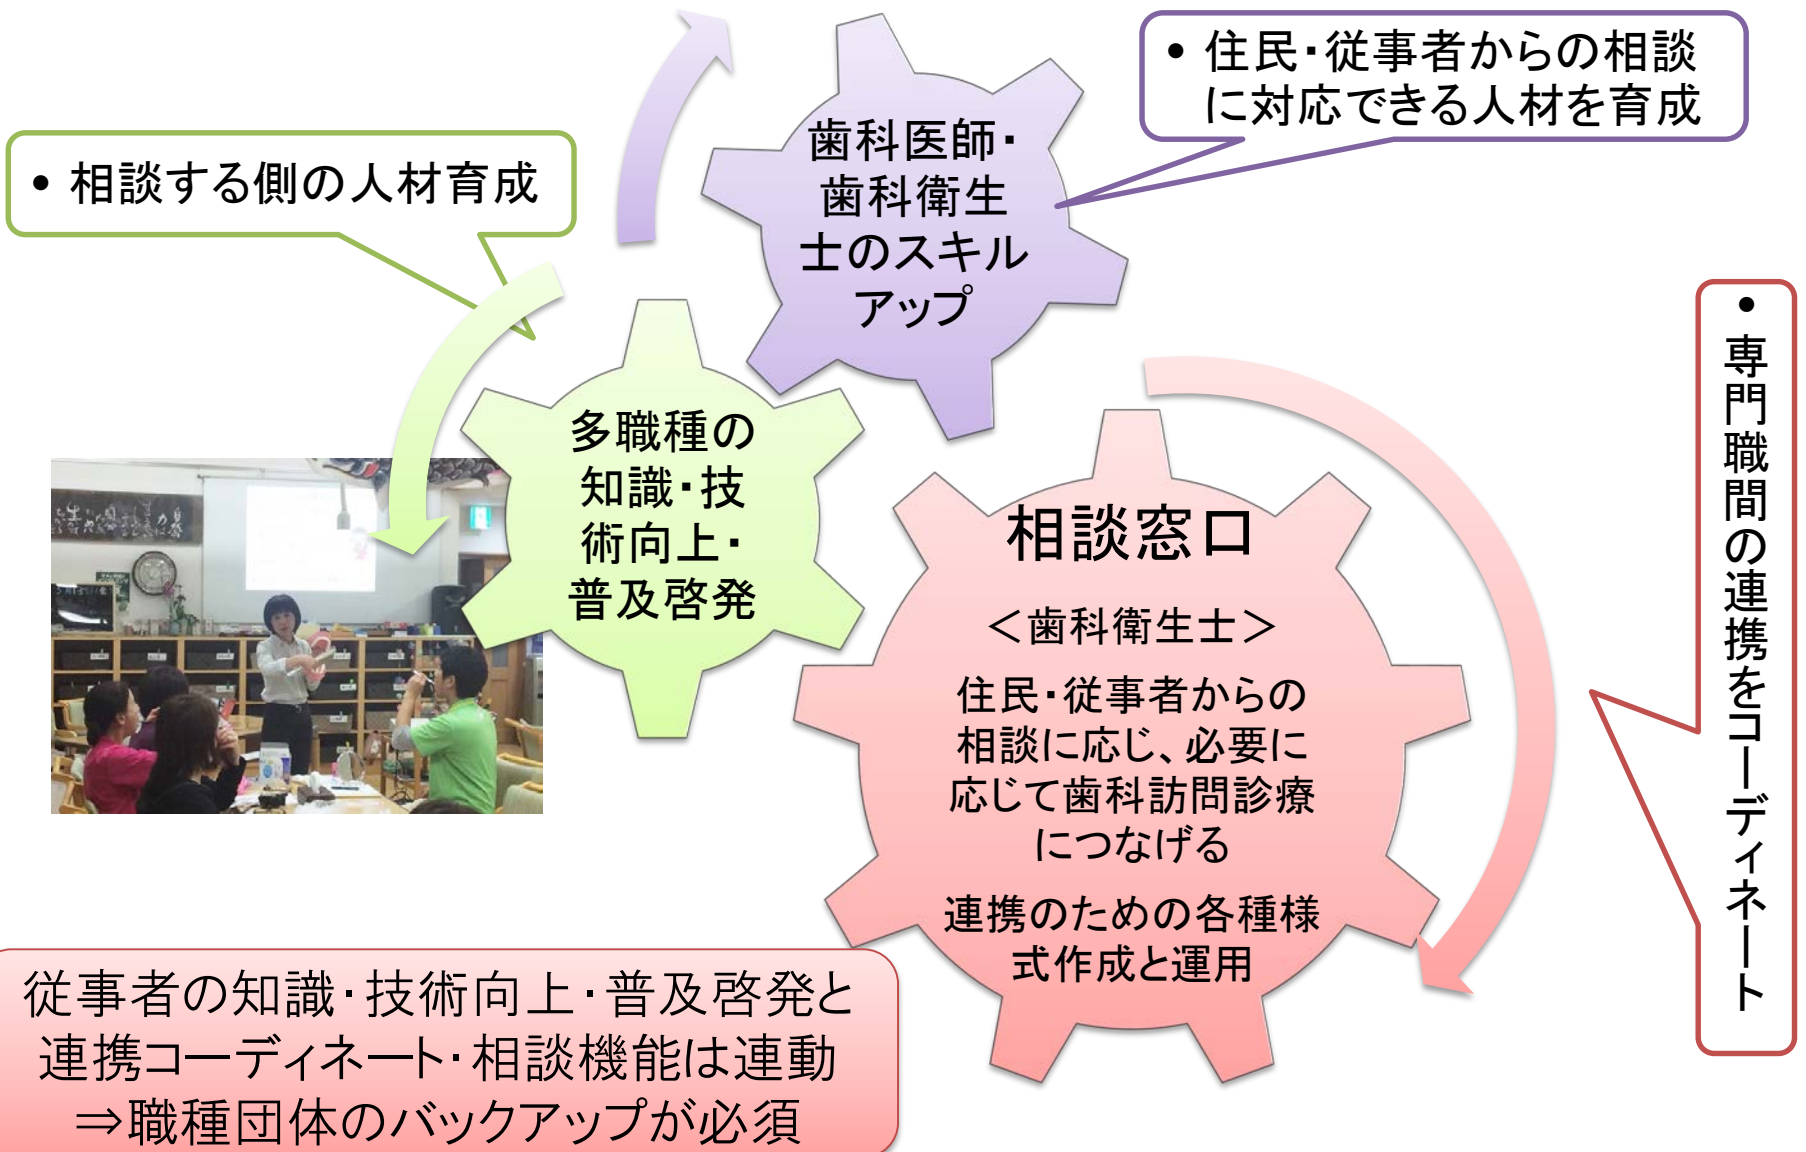 • 住民・従事者からの相談
に対応できる人材を育成
• 相談する側の人材育成
歯科医師・
歯科衛生
士のスキル
アップ
多職種の
知識・技
術向上・
普及啓発
相談窓口
＜歯科衛生士＞
住民・従事者からの
相談に応じ、必要に
応じて歯科訪問診療
につなげる
連携のための各種様
式作成と運用
• 専門職間の連携をコーディネート
従事者の知識・技術向上・普及啓発と
連携コーディネート・相談機能は連動
⇒職種団体のバックアップが必須